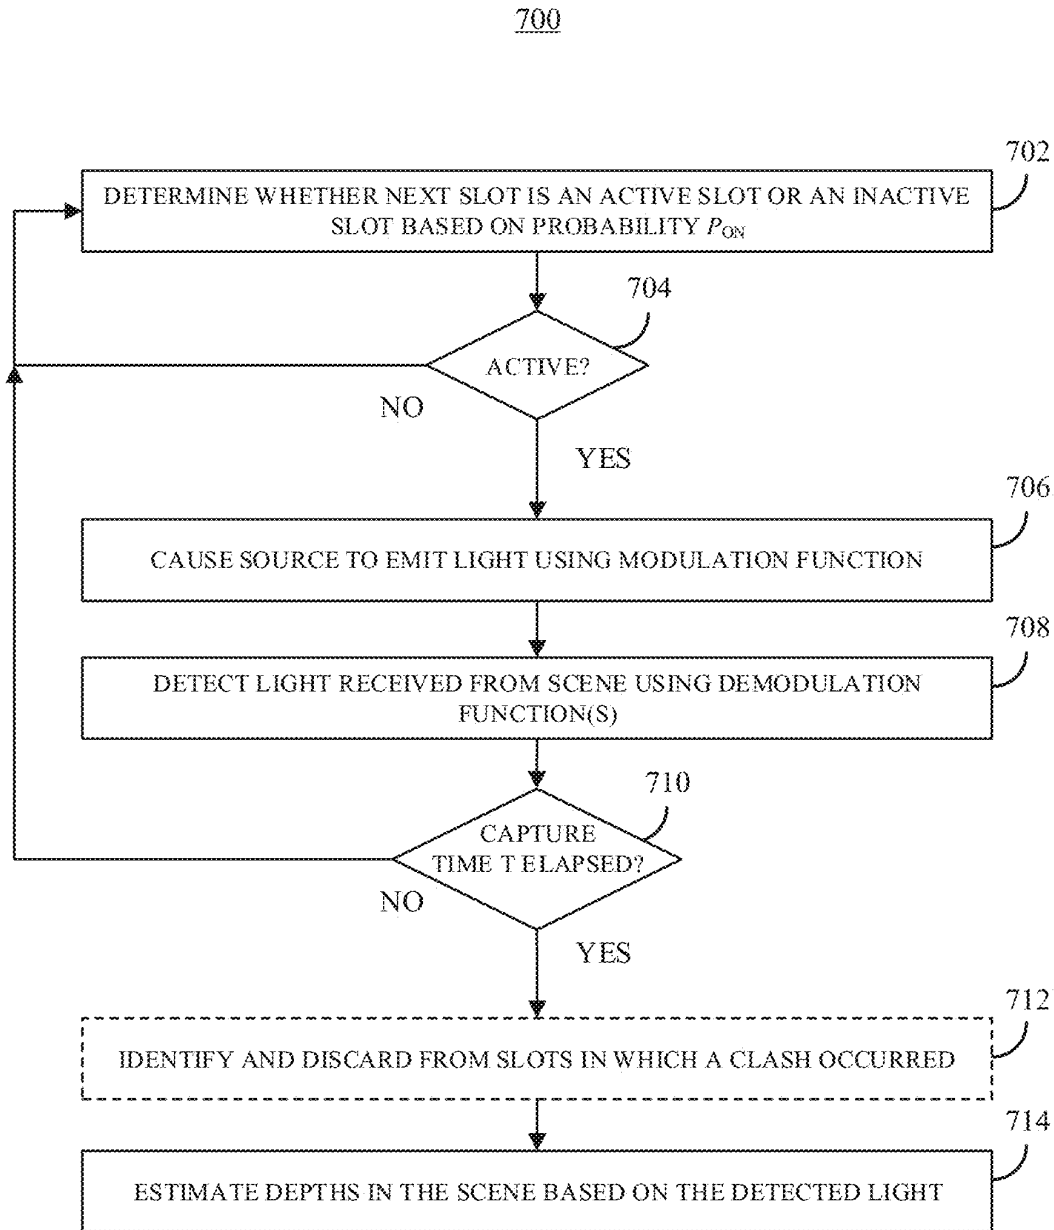 700
702
DETERMINE WHETHER NEXT SLOT IS AN ACTIVE SLOT OR AN INACTIVE
SLOT BASED ON PROBABILITY PON
704
ACTIVE?
NO
YES
706
CAUSE SOURCE TO EMIT LIGHT USING MODULATION FUNCTION
708
DETECT LIGHT RECEIVED FROM SCENE USING DEMODULATION
FUNCTION(S)
710
CAPTURE
TIME T ELAPSED?
NO
YES
712
IDENTIFY AND DISCARD FROM SLOTS IN WHICH A CLASH OCCURRED
714
ESTIMATE DEPTHS IN THE SCENE BASED ON THE DETECTED LIGHT